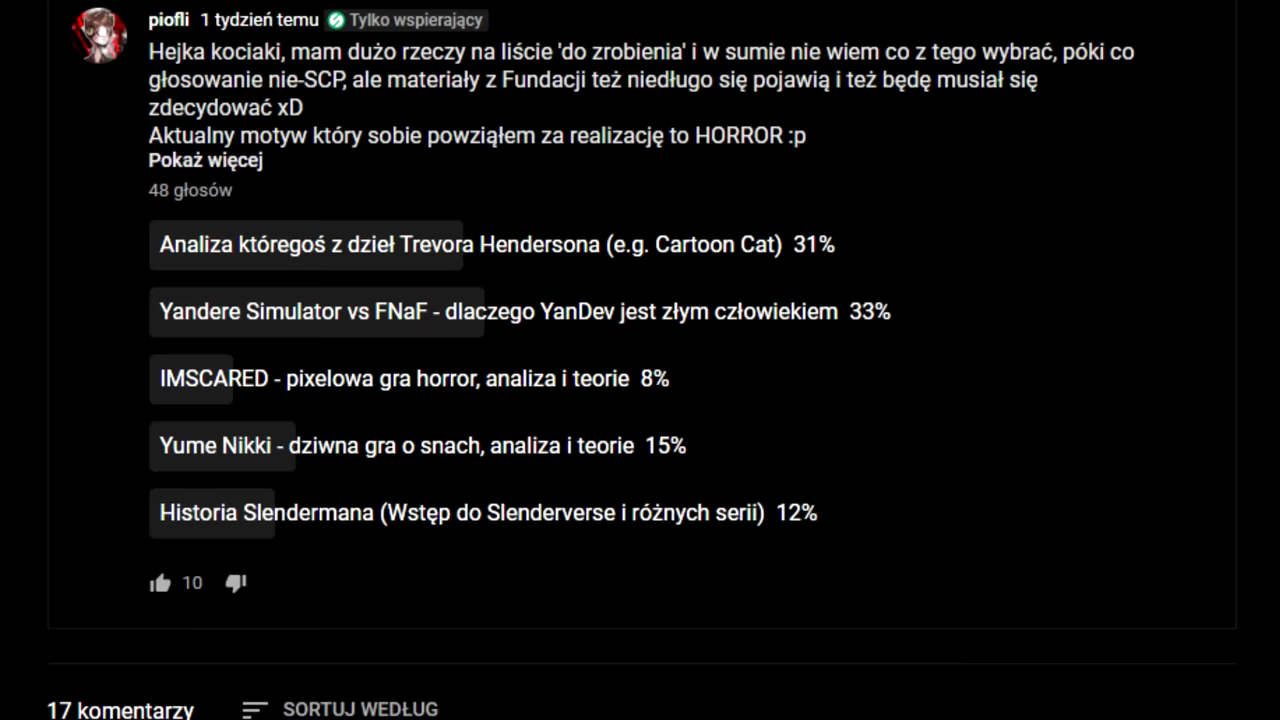 piofli 1 tydzień temu Tylko wspierający
Hejka kociaki, mam dużo rzeczy na liście 'do zrobienia' i w sumie nie wiem co z tego wybrać, póki co
głosowanie nie-SCP, ale materiały z Fundacji też niedługo się pojawią i też będę musiał się
zdecydować xD
Aktualny motyw który sobie powziąłem za realizację to HORROR :p
Pokaż więcej
48 głosów
Analiza któregoś z dzieł Trevora Hendersona (e.g. Cartoon Cat) 31%
Yandere Simulator vs FNaF - dlaczego YanDev jest złym człowiekiem 33%
IMSCARED - pixelowa gra horror, analiza i teorie 8%
Yume Nikki - dziwna gra o snach, analiza i teorie 15%
Historia Slendermana (Wstęp do Slenderverse i różnych serii) 12%
10
17 komentarzy SORTUJ WEDŁUG